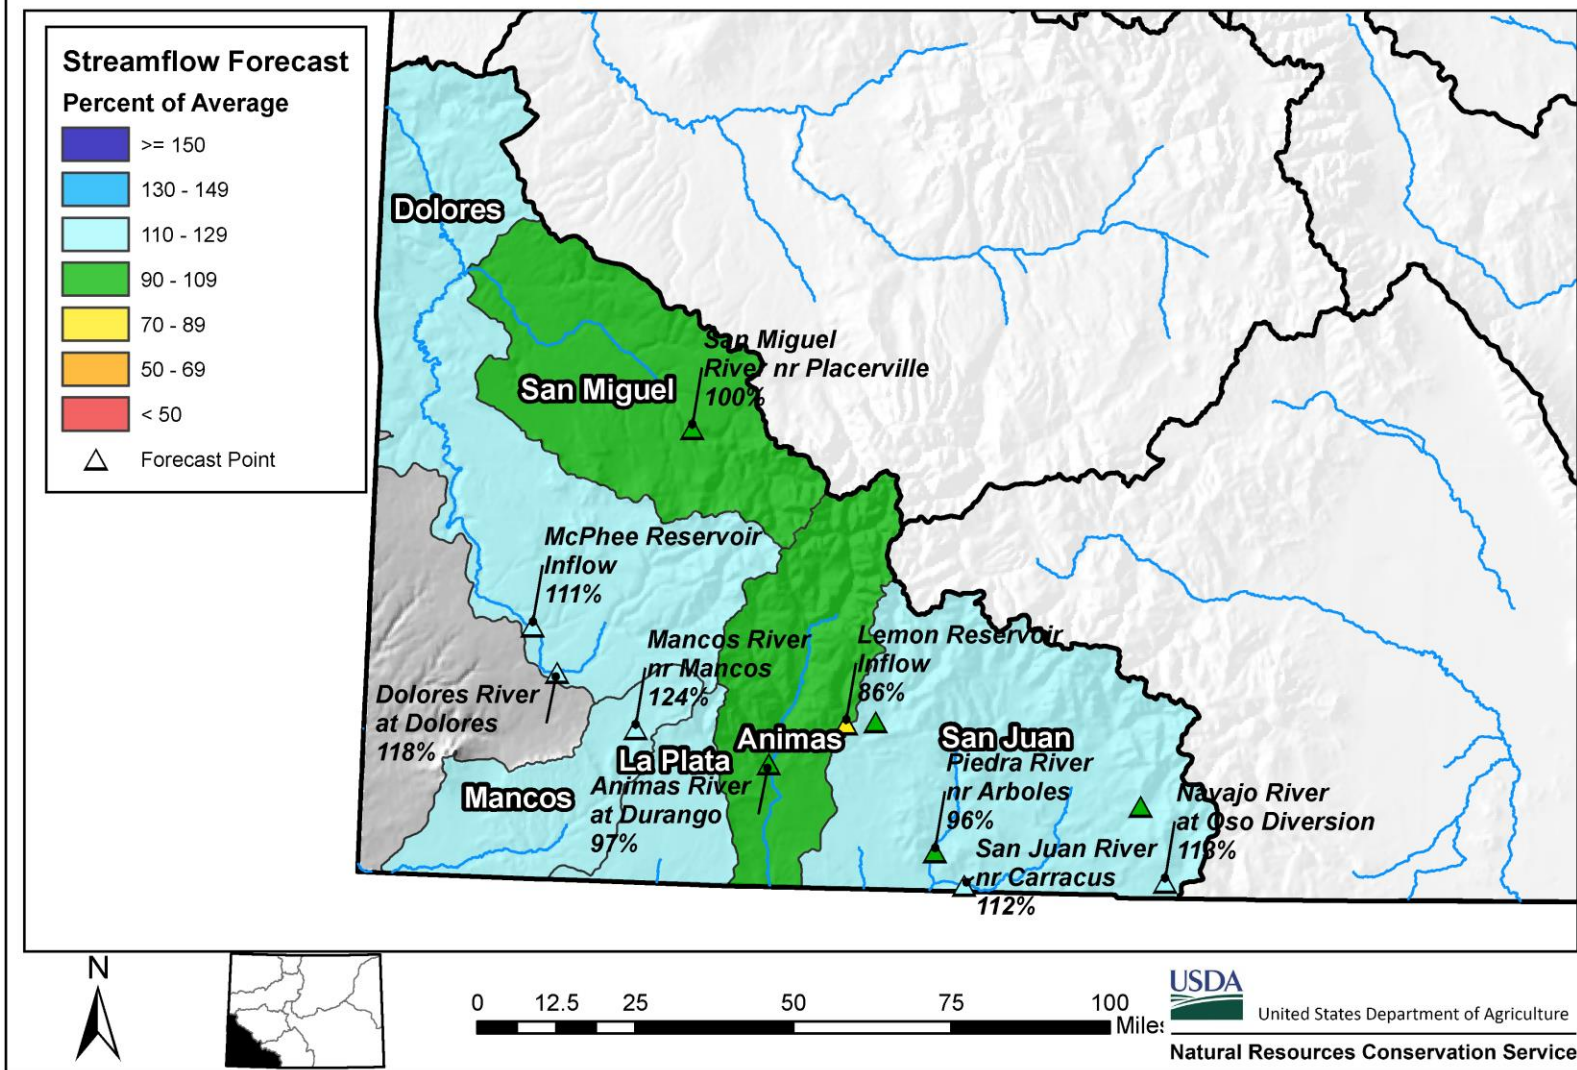 Streamflow Forecast
Percent of Average
>= 150
130 - 149
110 - 129
90 - 109
70 - 89
50 - 69
< 50
Forecast Point
Dolores
San Miguel
River nr Placerville
100%
San Miguel
McPhee Reservoir
Inflow
111%
Mancos River
nr Mancos
124%
Lemon Reservoir
Inflow
86%
Dolores River
at Dolores
118%
Animas
San Juan
La Plata
Mancos
Animas River
at Durango
97%
Piedra River
nr Arboles
96%
Navajo River
at Oso Diversion
113%
San Juan River
nr Carracus
112%
N
0 12.5 25 50 75 100
Miles
USDA
United States Department of Agriculture
Natural Resources Conservation Service